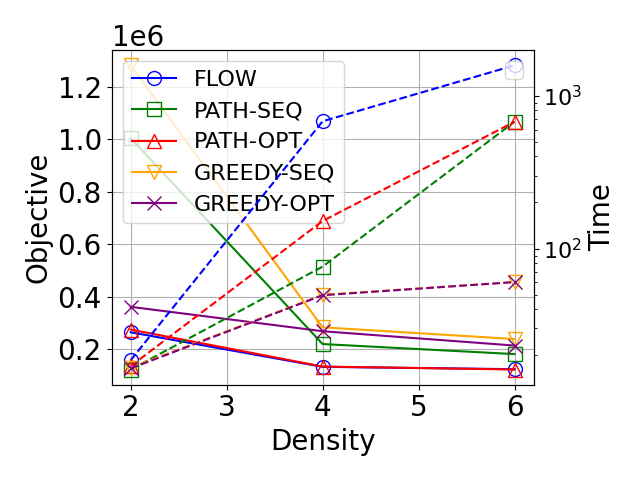 1e6
1.2
1.0
0.8
0.6
0.4
0.2
Objective
FLOW
PATH-SEQ
PATH-OPT
GREEDY-SEQ
GREEDY-OPT
10³
10²
Time
2
3
4
5
6
Density